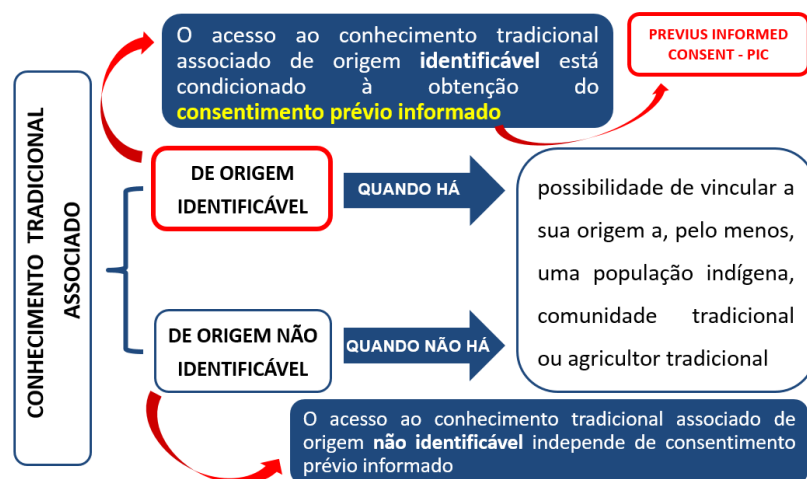 O acesso ao conhecimento tradicional
associado de origem identificável está
condicionado à obtenção do
consentimento prévio informado
PREVIUS INFORMED
CONSENT - PIC
CONHECIMENTO TRADICIONAL
ASSOCIADO
DE ORIGEM
IDENTIFICÁVEL
QUANDO HÁ
possibilidade de vincular a
sua origem a, pelo menos,
uma população indígena,
comunidade tradicional
ou agricultor tradicional
DE ORIGEM NÃO
IDENTIFICÁVEL
QUANDO NÃO HÁ
O acesso ao conhecimento tradicional associado de
origem não identificável independe de consentimento
prévio informado